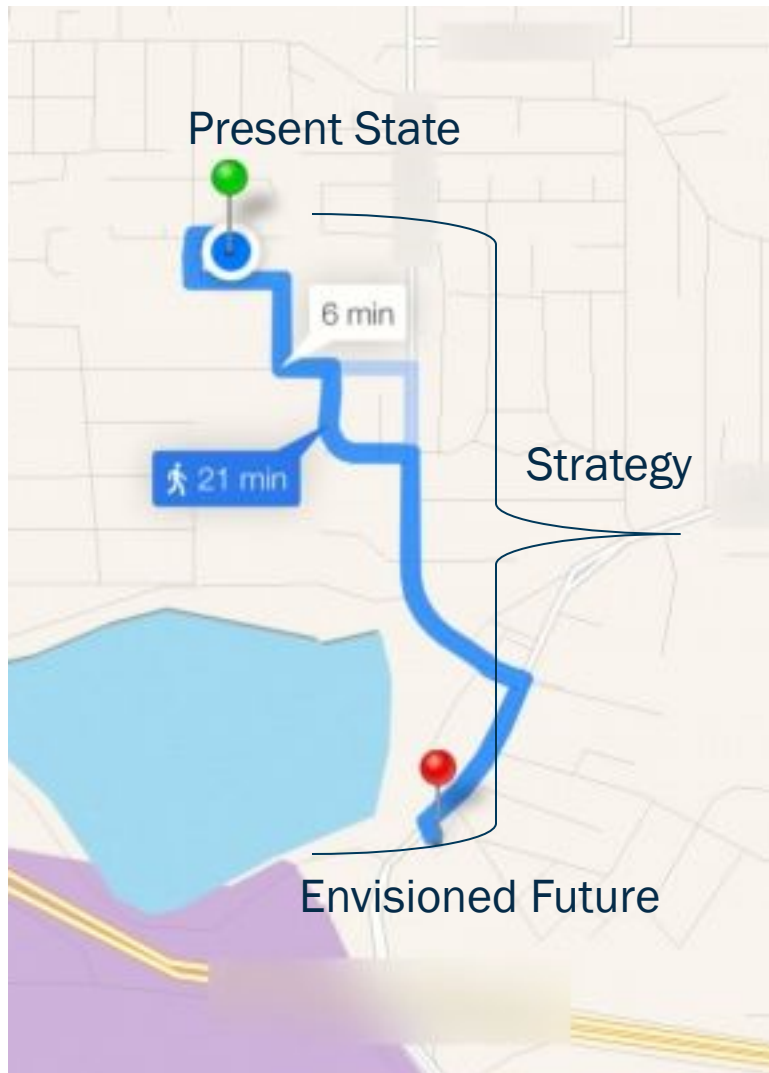 Present State
6 min
21 min
Strategy
Envisioned Future